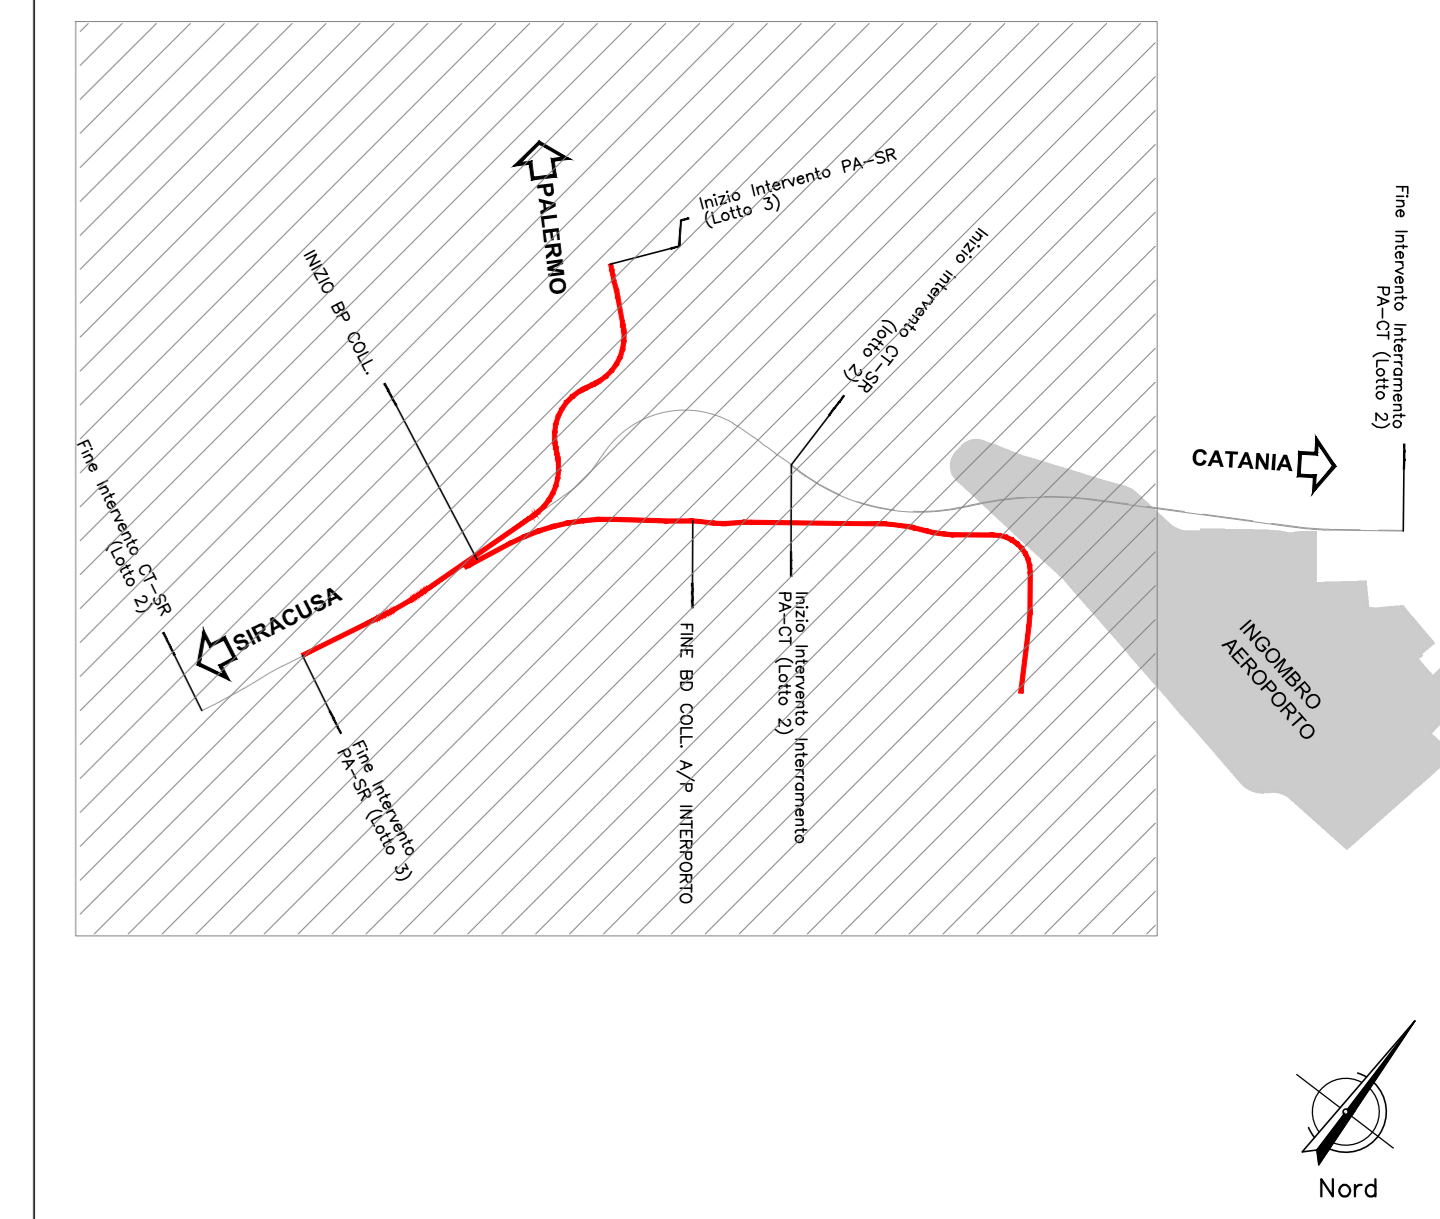 PALERMO
Inizio Intervento PA-SR
(Lotto 3)
INIZIO BP COLL.
Inizio intervento CT-SR
(lotto 2)
Fine Intervento Interramento
PA-CT (Lotto 2)
CATANIA
Fine Intervento CT-SR
(Lotto 2)
SIRACUSA
Fine Intervento
PA-SR (Lotto 3)
FINE BD COLL. A/P INTERPORTO
Inizio Intervento Interramento
PA-CT (Lotto 2)
INGOMBRO
AEROPORTO
Nord